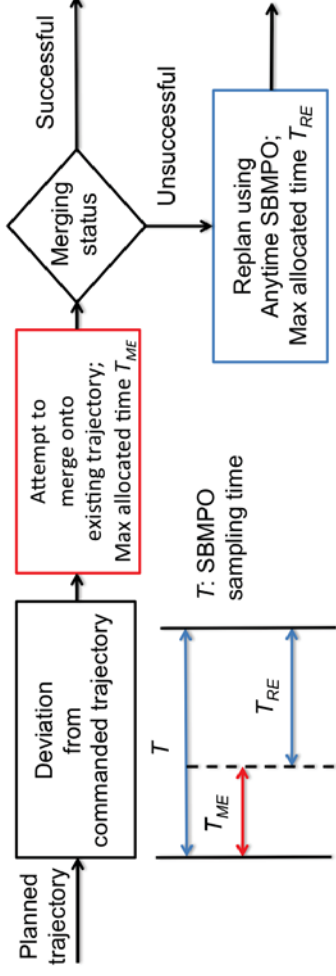 Planned
trajectory
Deviation
from
commanded trajectory
Attempt to
merge onto
existing trajectory;
Max allocated time T_ME
Merging
status
Successful
Unsuccessful
Replan using
Anytime SBMPO;
Max allocated time T_RE
T
T_ME
T_RE
T: SBMPO
sampling time